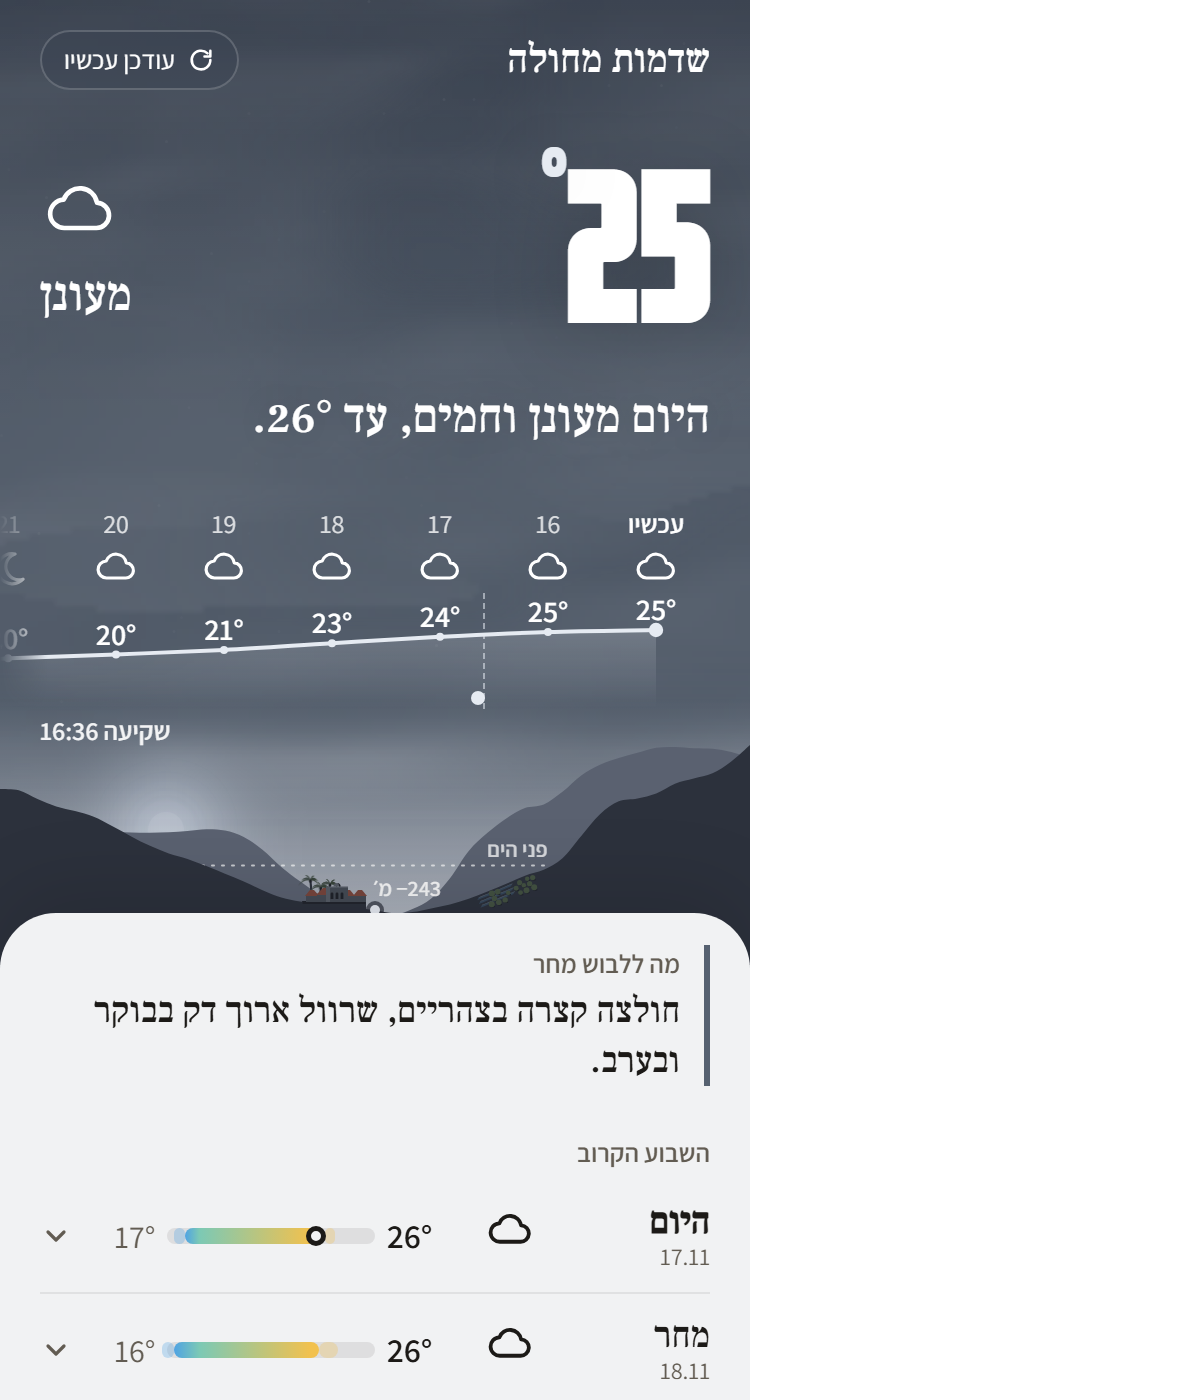 שדמות מחולה
עודכן עכשיו
25°
מעונן
היום מעונן וחמים, עד 26°.
עכשיו 16 17 18 19 20 21
25° 25° 24° 23° 21° 20°
שקיעה 16:36
פני הים
−243 מ׳
מה ללבוש מחר
חולצה קצרה בצהריים, שרוול ארוך דק בבוקר
ובערב.
השבוע הקרוב
היום 26° 17°
17.11
מחר 26° 16°
18.11